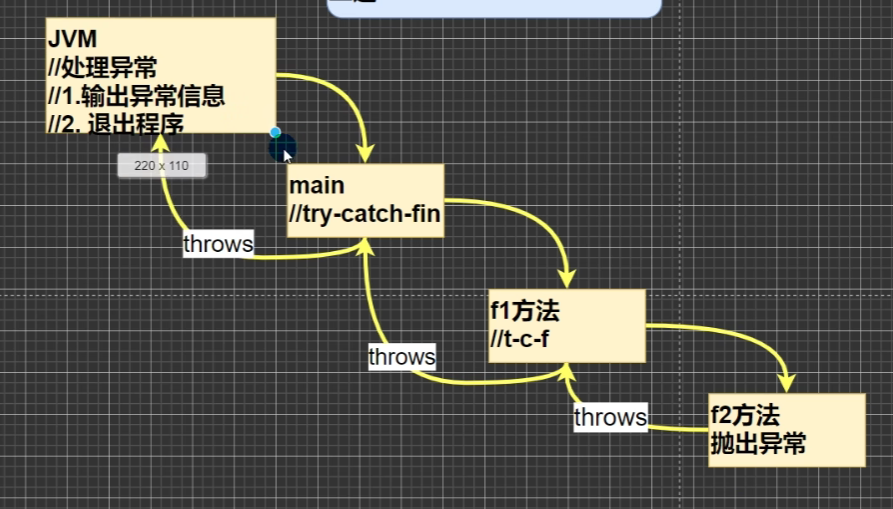 JVM
//处理异常
//1.输出异常信息
//2. 退出程序
220 x 110
main
//try-catch-fin
throws
f1方法
//t-c-f
throws
f2方法
抛出异常
throws